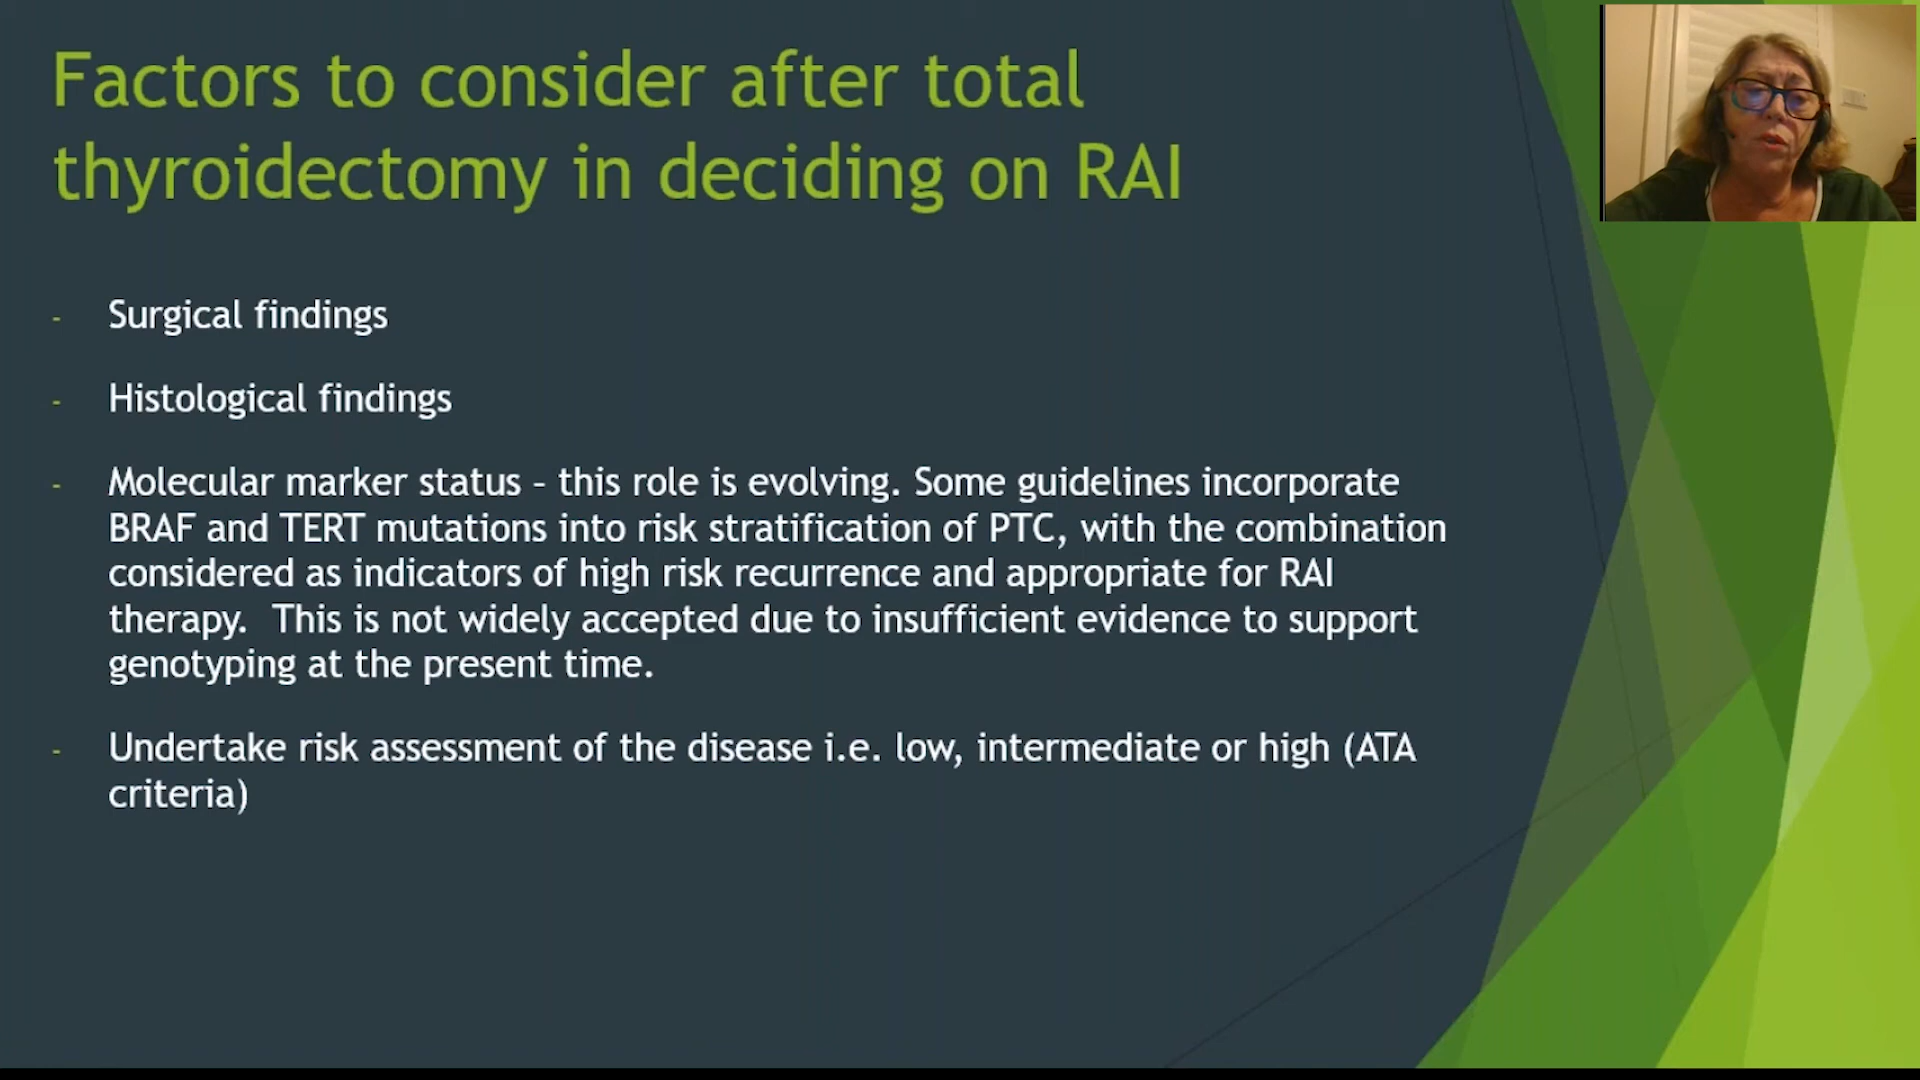 Factors to consider after total
thyroidectomy in deciding on RAI
- Surgical findings
- Histological findings
- Molecular marker status – this role is evolving. Some guidelines incorporate
BRAF and TERT mutations into risk stratification of PTC, with the combination
considered as indicators of high risk recurrence and appropriate for RAI
therapy.  This is not widely accepted due to insufficient evidence to support
genotyping at the present time.
- Undertake risk assessment of the disease i.e. low, intermediate or high (ATA
criteria)